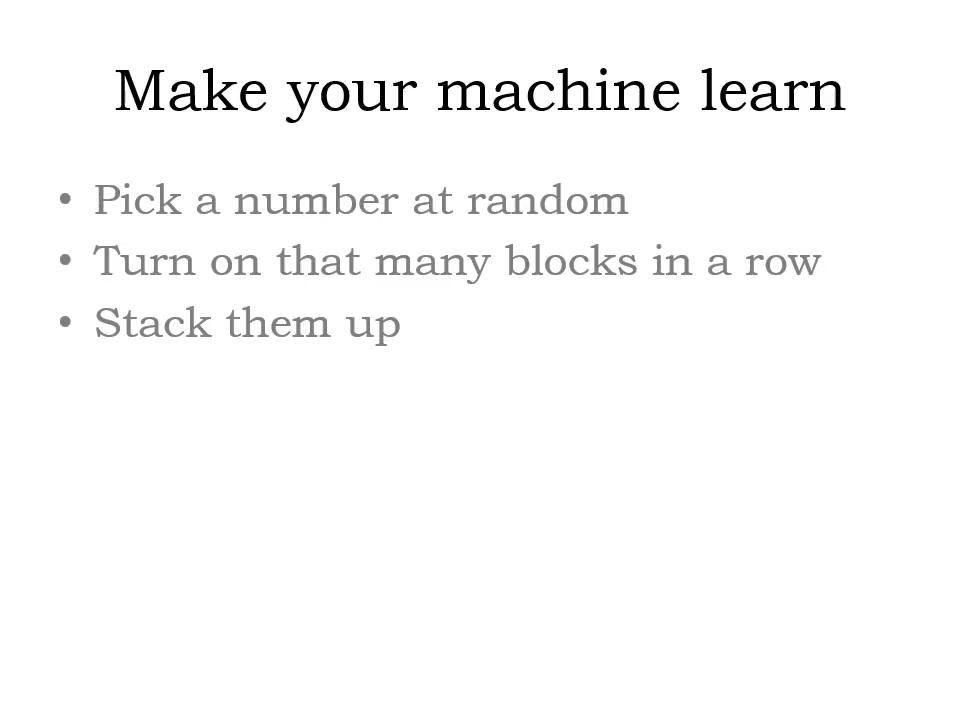 Make your machine learn
• Pick a number at random
• Turn on that many blocks in a row
• Stack them up